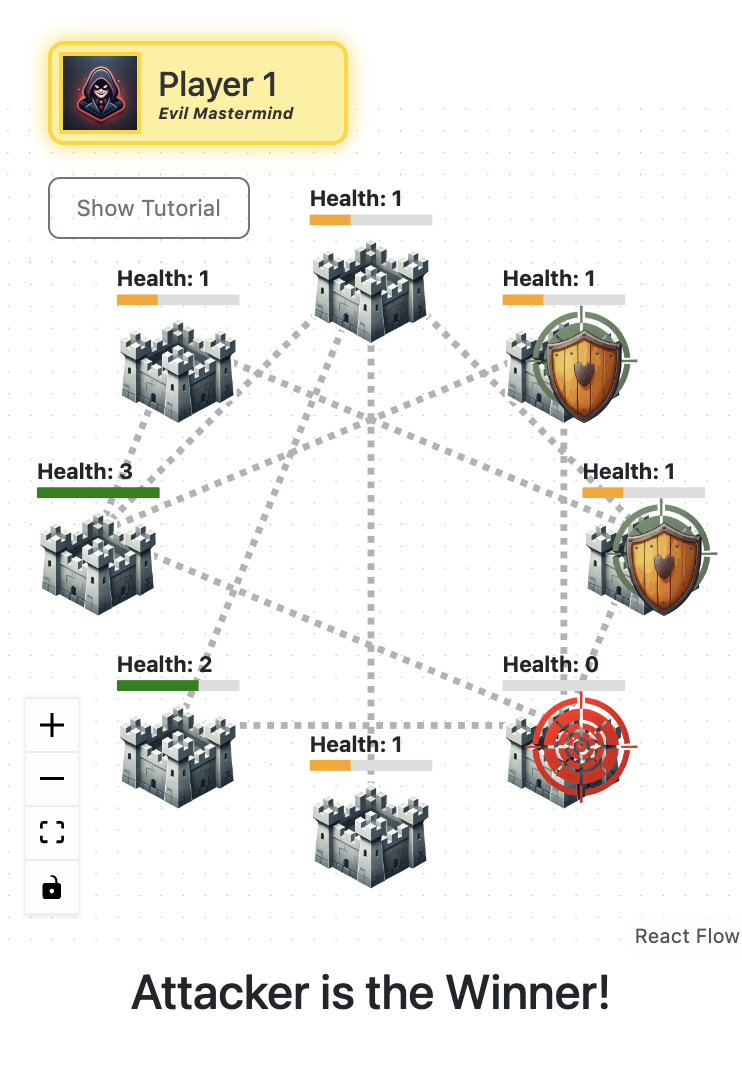 Player 1
Evil Mastermind
Show Tutorial
Health: 1
Health: 1
Health: 1
Health: 3
Health: 1
Health: 2
Health: 0
Health: 1
React Flow
Attacker is the Winner!